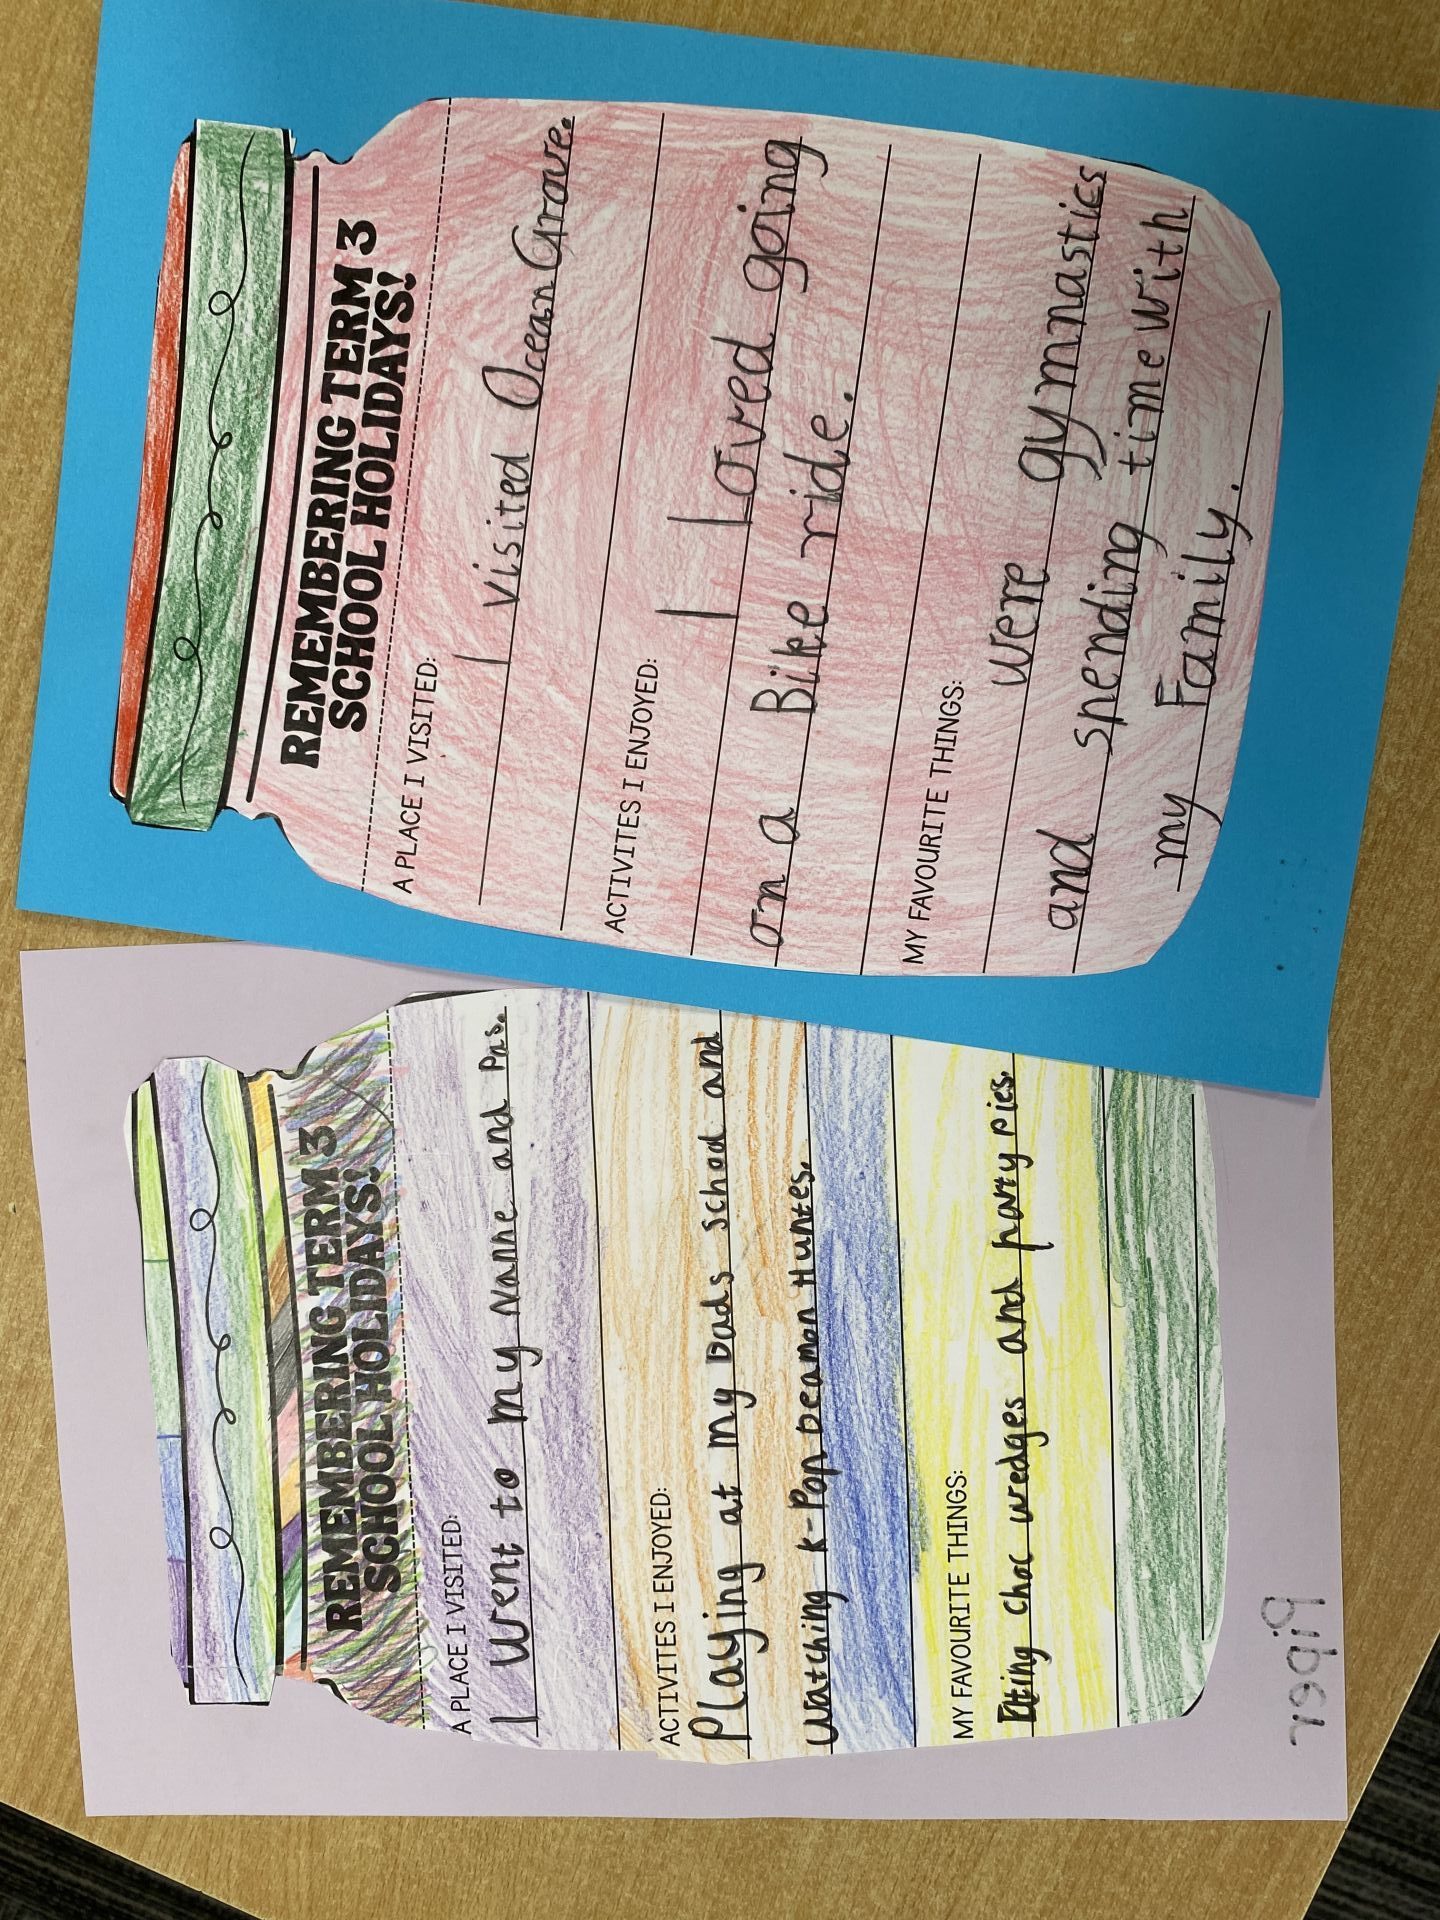 REMEMBERING TERM 3
SCHOOL HOLIDAYS!
A PLACE I VISITED:
I went to my Nanne and Pas.
ACTIVITES I ENJOYED:
Playing at my Dads school and
watching K-Pop Deamon Huntes.
MY FAVOURITE THINGS:
Eting choc wedges and party pies.
REMEMBERING TERM 3
SCHOOL HOLIDAYS!
A PLACE I VISITED:
I visited Ocean Grove.
ACTIVITES I ENJOYED:
I loved going
on a Bike ride.
MY FAVOURITE THINGS:
were gymnastics
and spending time with
my Family.